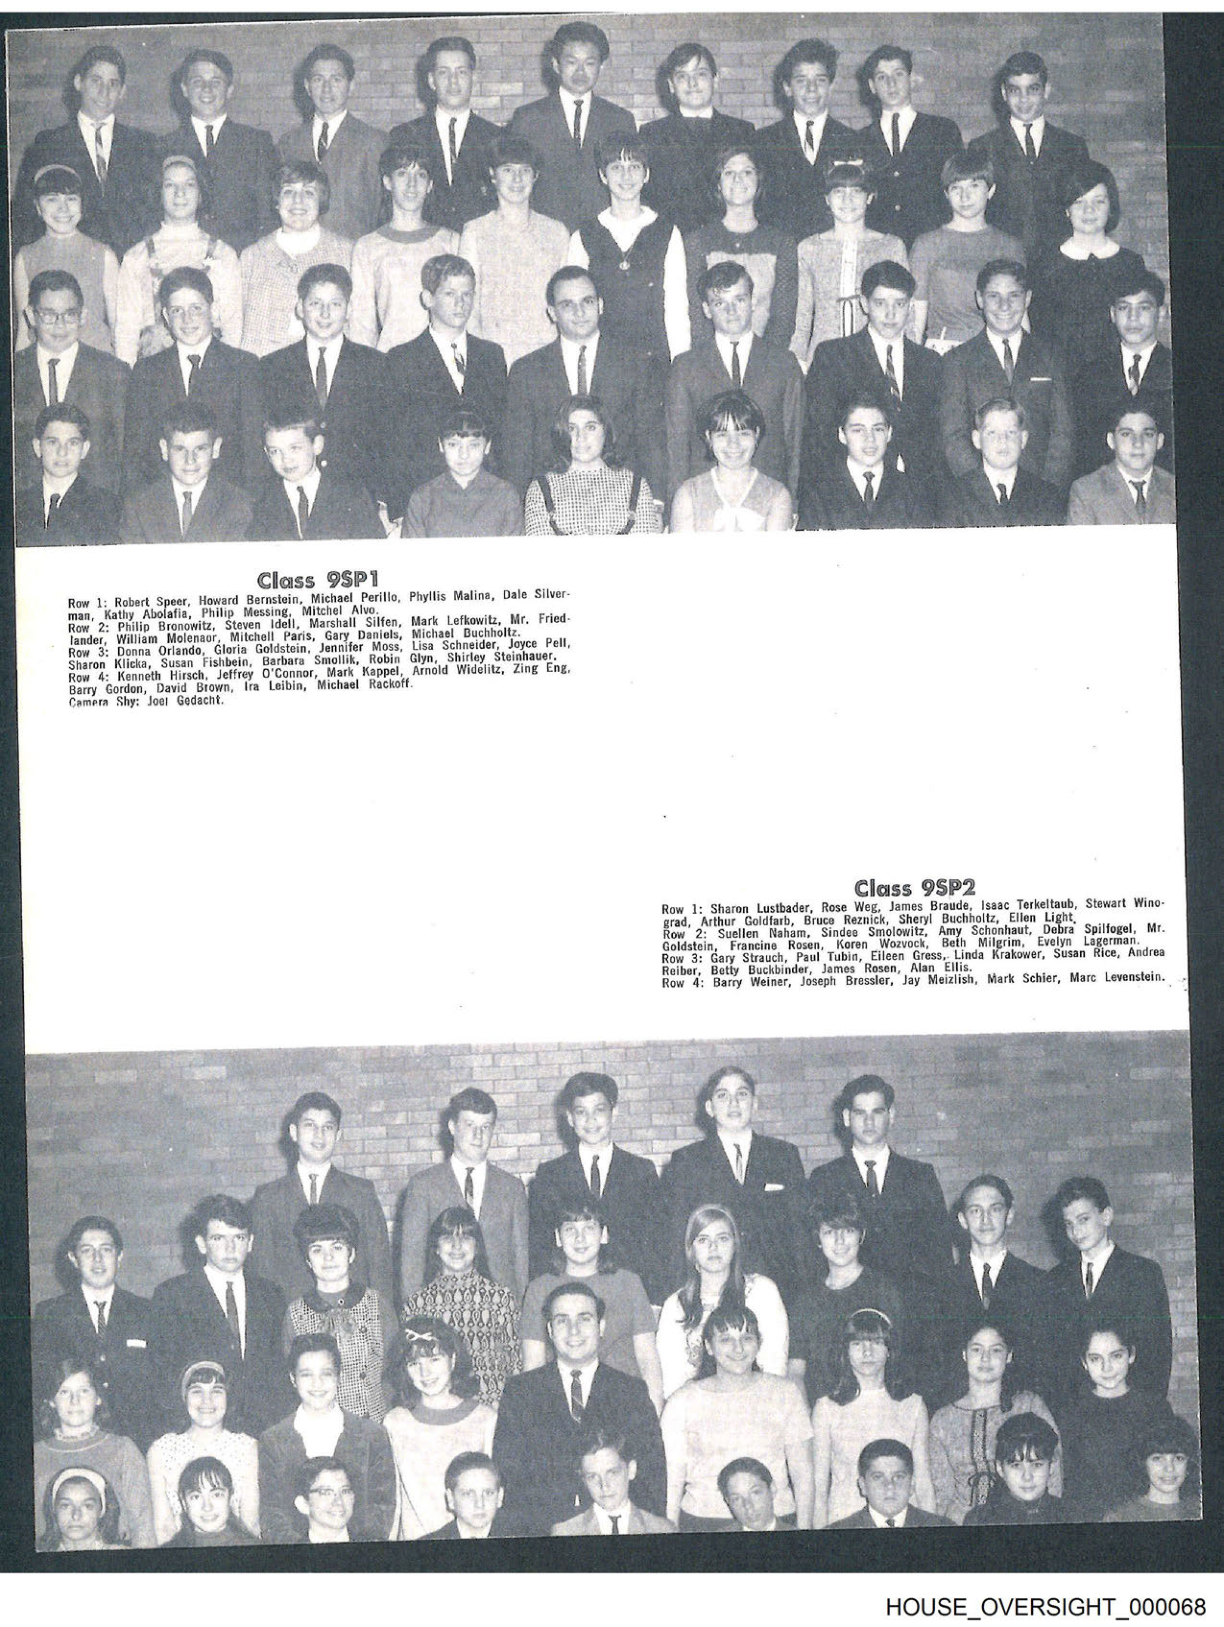 Class 9SP1
Row 1: Robert Speer, Howard Bernstein, Michael Perillo, Phyllis Malina, Dale Silver-
man, Kathy Abolafia, Philip Messing, Mitchel Alvo.
Row 2: Philip Bronowitz, Steven Idell, Marshall Silfen, Mark Lefkowitz, Mr. Fried-
lander, William Molenaor, Mitchell Paris, Gary Daniels, Michael Buchholtz.
Row 3: Donna Orlando, Gloria Goldstein, Jennifer Moss, Lisa Schneider, Joyce Pell,
Sharon Klicka, Susan Fishbein, Barbara Smollik, Robin Glyn, Shirley Steinhauer.
Row 4: Kenneth Hirsch, Jeffrey O'Connor, Mark Kappel, Arnold Widelitz, Zing Eng,
Barry Gordon, David Brown, Ira Leibin, Michael Rackoff.
Camera Shy: Joel Gedacht.
Class 9SP2
Row 1: Sharon Lustbader, Rose Weg, James Braude, Isaac Terkeltaub, Stewart Wino-
grad, Arthur Goldfarb, Bruce Reznick, Sheryl Buchholtz, Ellen Light.
Row 2: Suellen Naham, Sindee Smolowitz, Amy Schonhaut, Debra Spilfogel, Mr.
Goldstein, Francine Rosen, Koren Wozvock, Beth Milgrim, Evelyn Lagerman.
Row 3: Gary Strauch, Paul Tubin, Eileen Gress, Linda Krakower, Susan Rice, Andrea
Reiber, Betty Buckbinder, James Rosen, Alan Ellis.
Row 4: Barry Weiner, Joseph Bressler, Jay Meizlish, Mark Schier, Marc Levenstein.
HOUSE_OVERSIGHT_000068